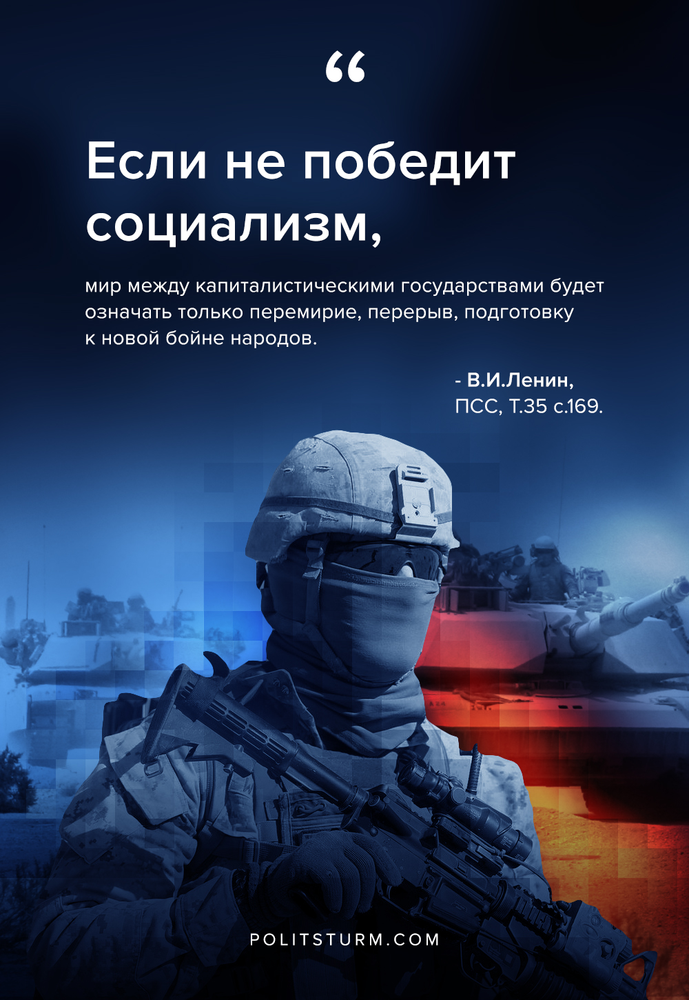 “
Если не победит
социализм,
мир между капиталистическими государствами будет
означать только перемирие, перерыв, подготовку
к новой бойне народов.
- В.И.Ленин,
ПСС, Т.35 с.169.
POLITSTURM.COM